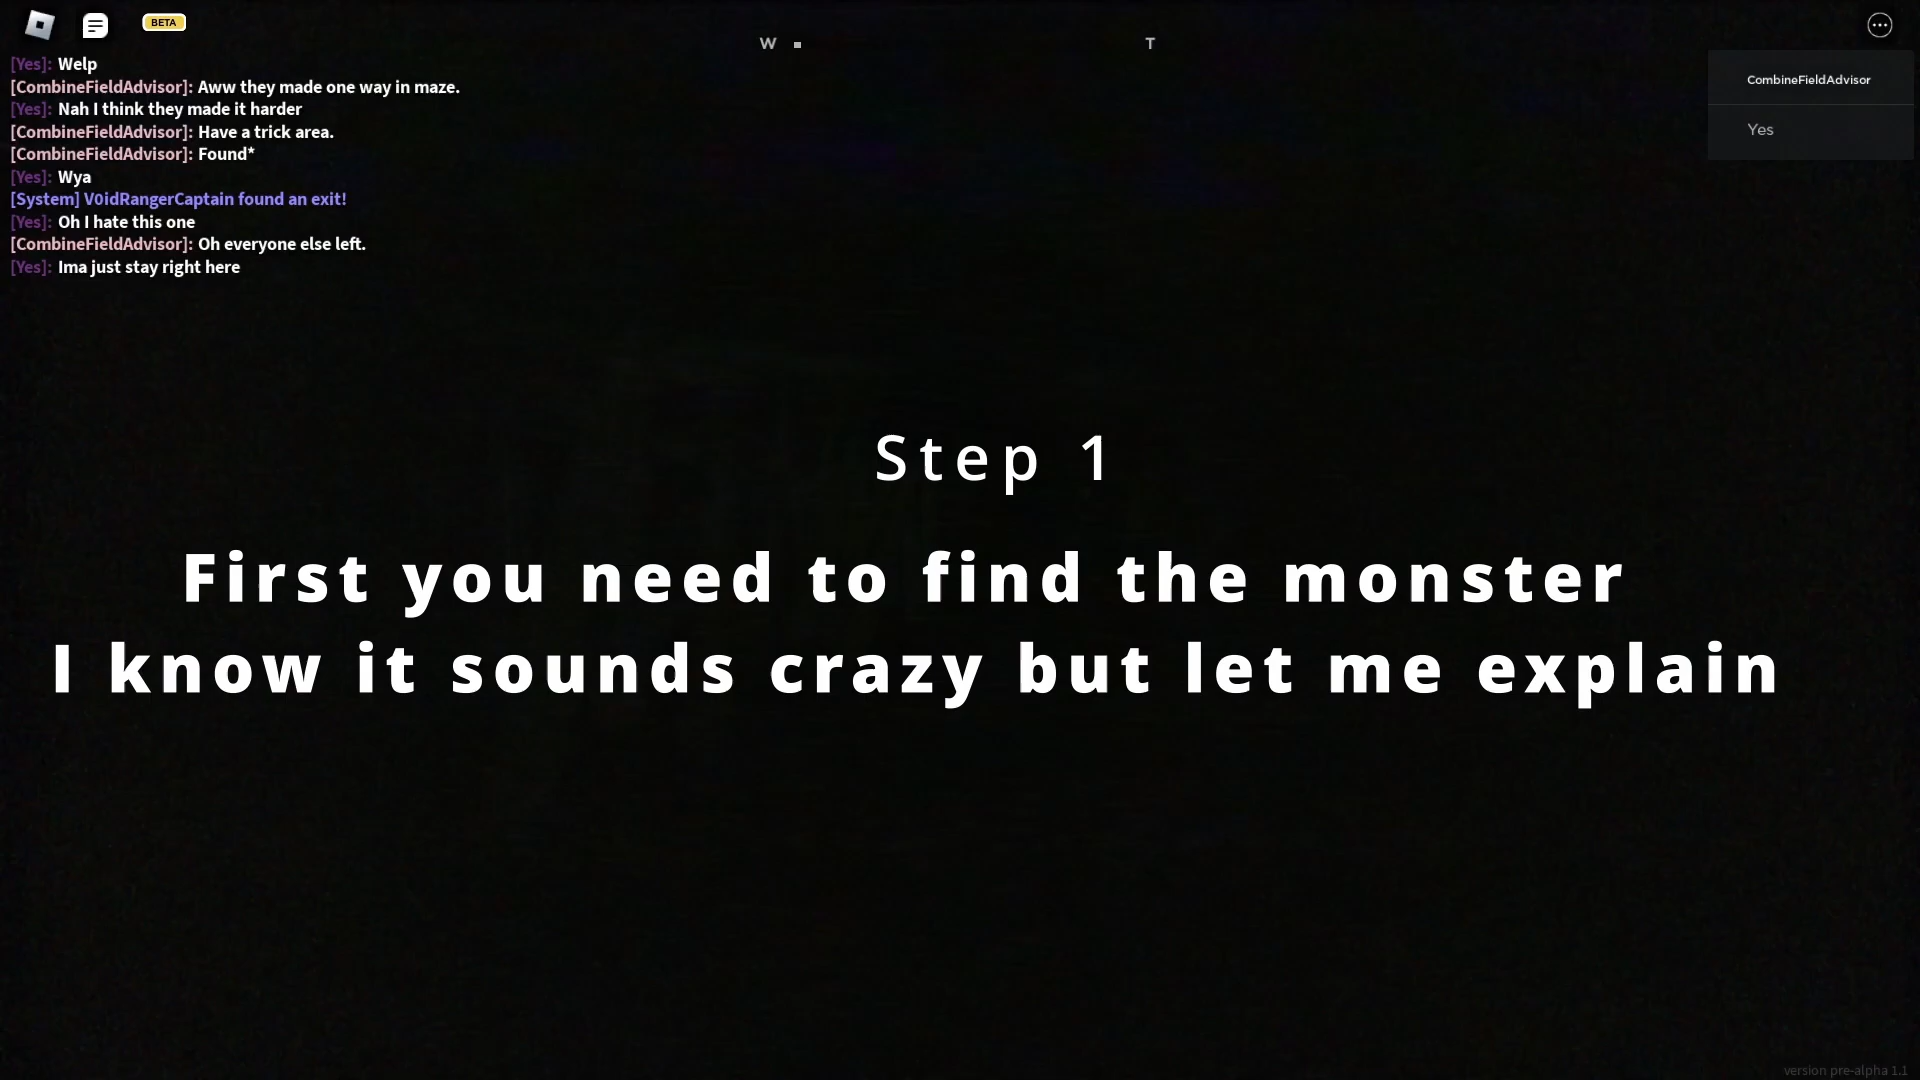 BETA
W
T
[Yes]: Welp
[CombineFieldAdvisor]: Aww they made one way in maze.
[Yes]: Nah I think they made it harder
[CombineFieldAdvisor]: Have a trick area.
[CombineFieldAdvisor]: Found*
[Yes]: Wya
[System] V0idRangerCaptain found an exit!
[Yes]: Oh I hate this one
[CombineFieldAdvisor]: Oh everyone else left.
[Yes]: Ima just stay right here
CombineFieldAdvisor
Yes
Step 1
First you need to find the monster
I know it sounds crazy but let me explain
version pre-alpha 1.1